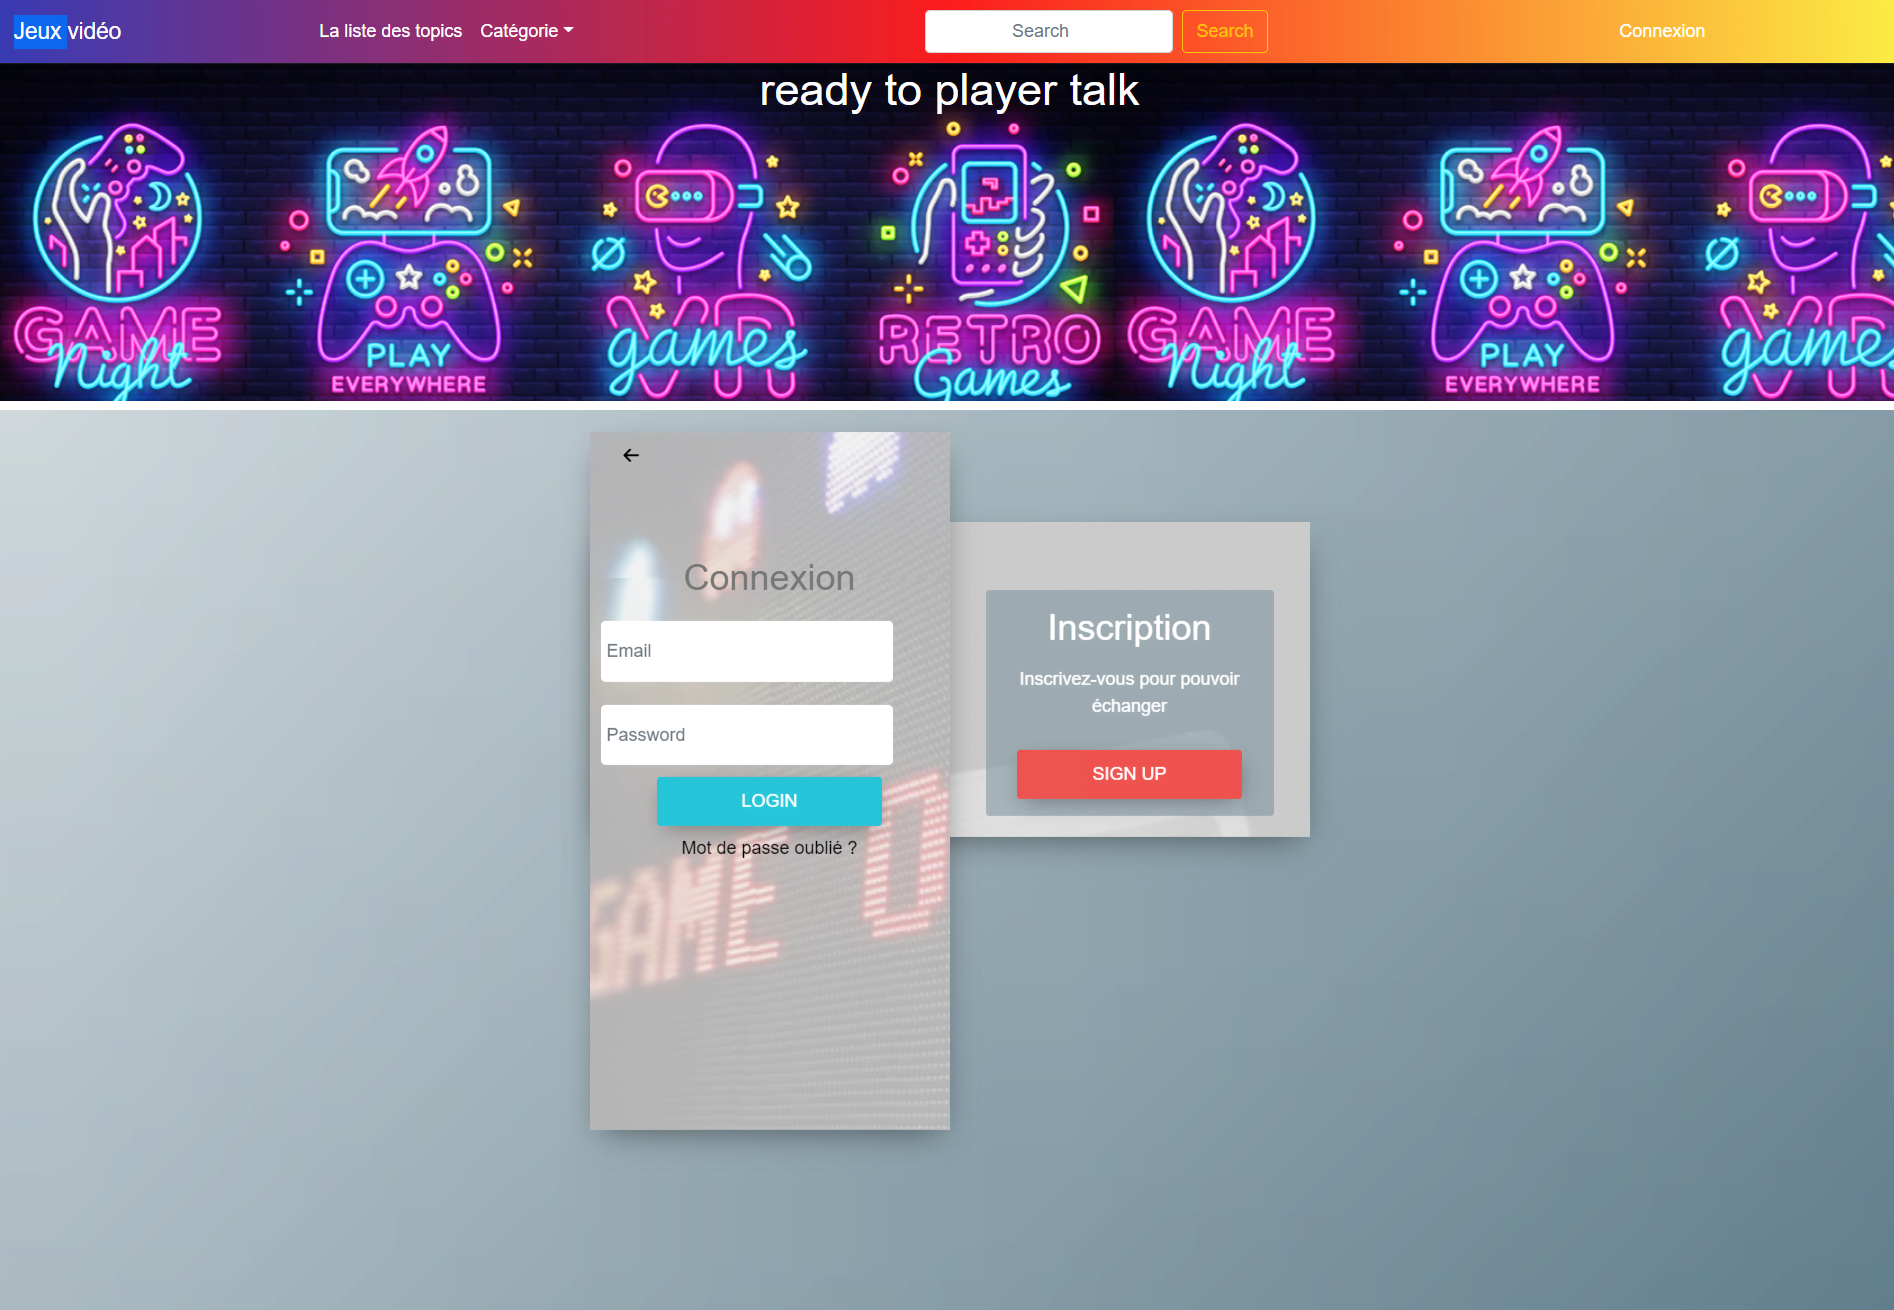 Jeux vidéo
La liste des topics
Catégorie
Search
Search
Connexion
ready to player talk
GAME
Night
PLAY
EVERYWHERE
VR
games
RETRO
Games
GAME
Night
PLAY
EVERYWHERE
games
Connexion
Email
Password
LOGIN
Mot de passe oublié ?
GAME O
Inscription
Inscrivez-vous pour pouvoir
échanger
SIGN UP